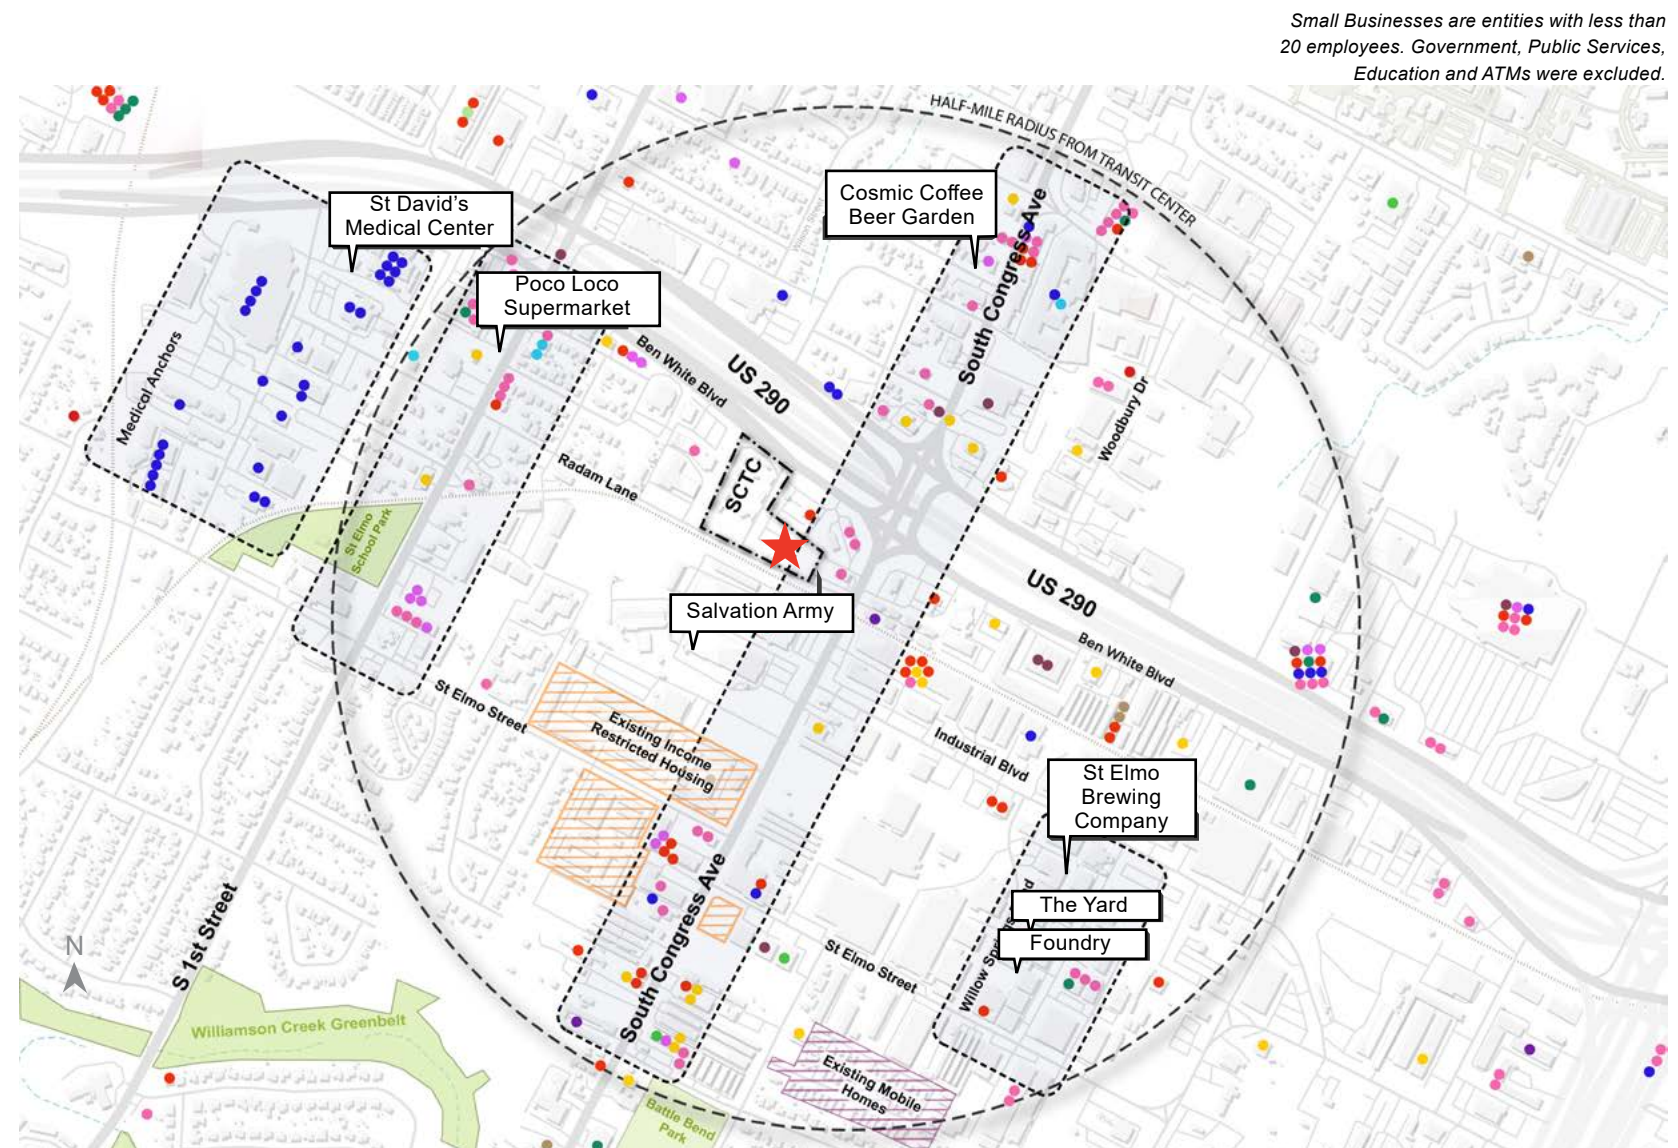 Small Businesses are entities with less than
20 employees. Government, Public Services,
Education and ATMs were excluded.
HALF-MILE RADIUS FROM TRANSIT CENTER
St David's
Medical Center
Cosmic Coffee
Beer Garden
South Congress Ave
Poco Loco
Supermarket
Medical Anchors
Ben White Blvd
US 290
Woodbury Dr
Radam Lane
SCTC
St Elmo
School Park
Salvation Army
US 290
Ben White Blvd
St Elmo Street
Existing Income
Restricted Housing
Industrial Blvd
St Elmo
Brewing
Company
The Yard
Foundry
South Congress Ave
S 1st Street
N
St Elmo Street
Willow
Williamson Creek Greenbelt
Existing Mobile
Homes
Battle Bend
Park